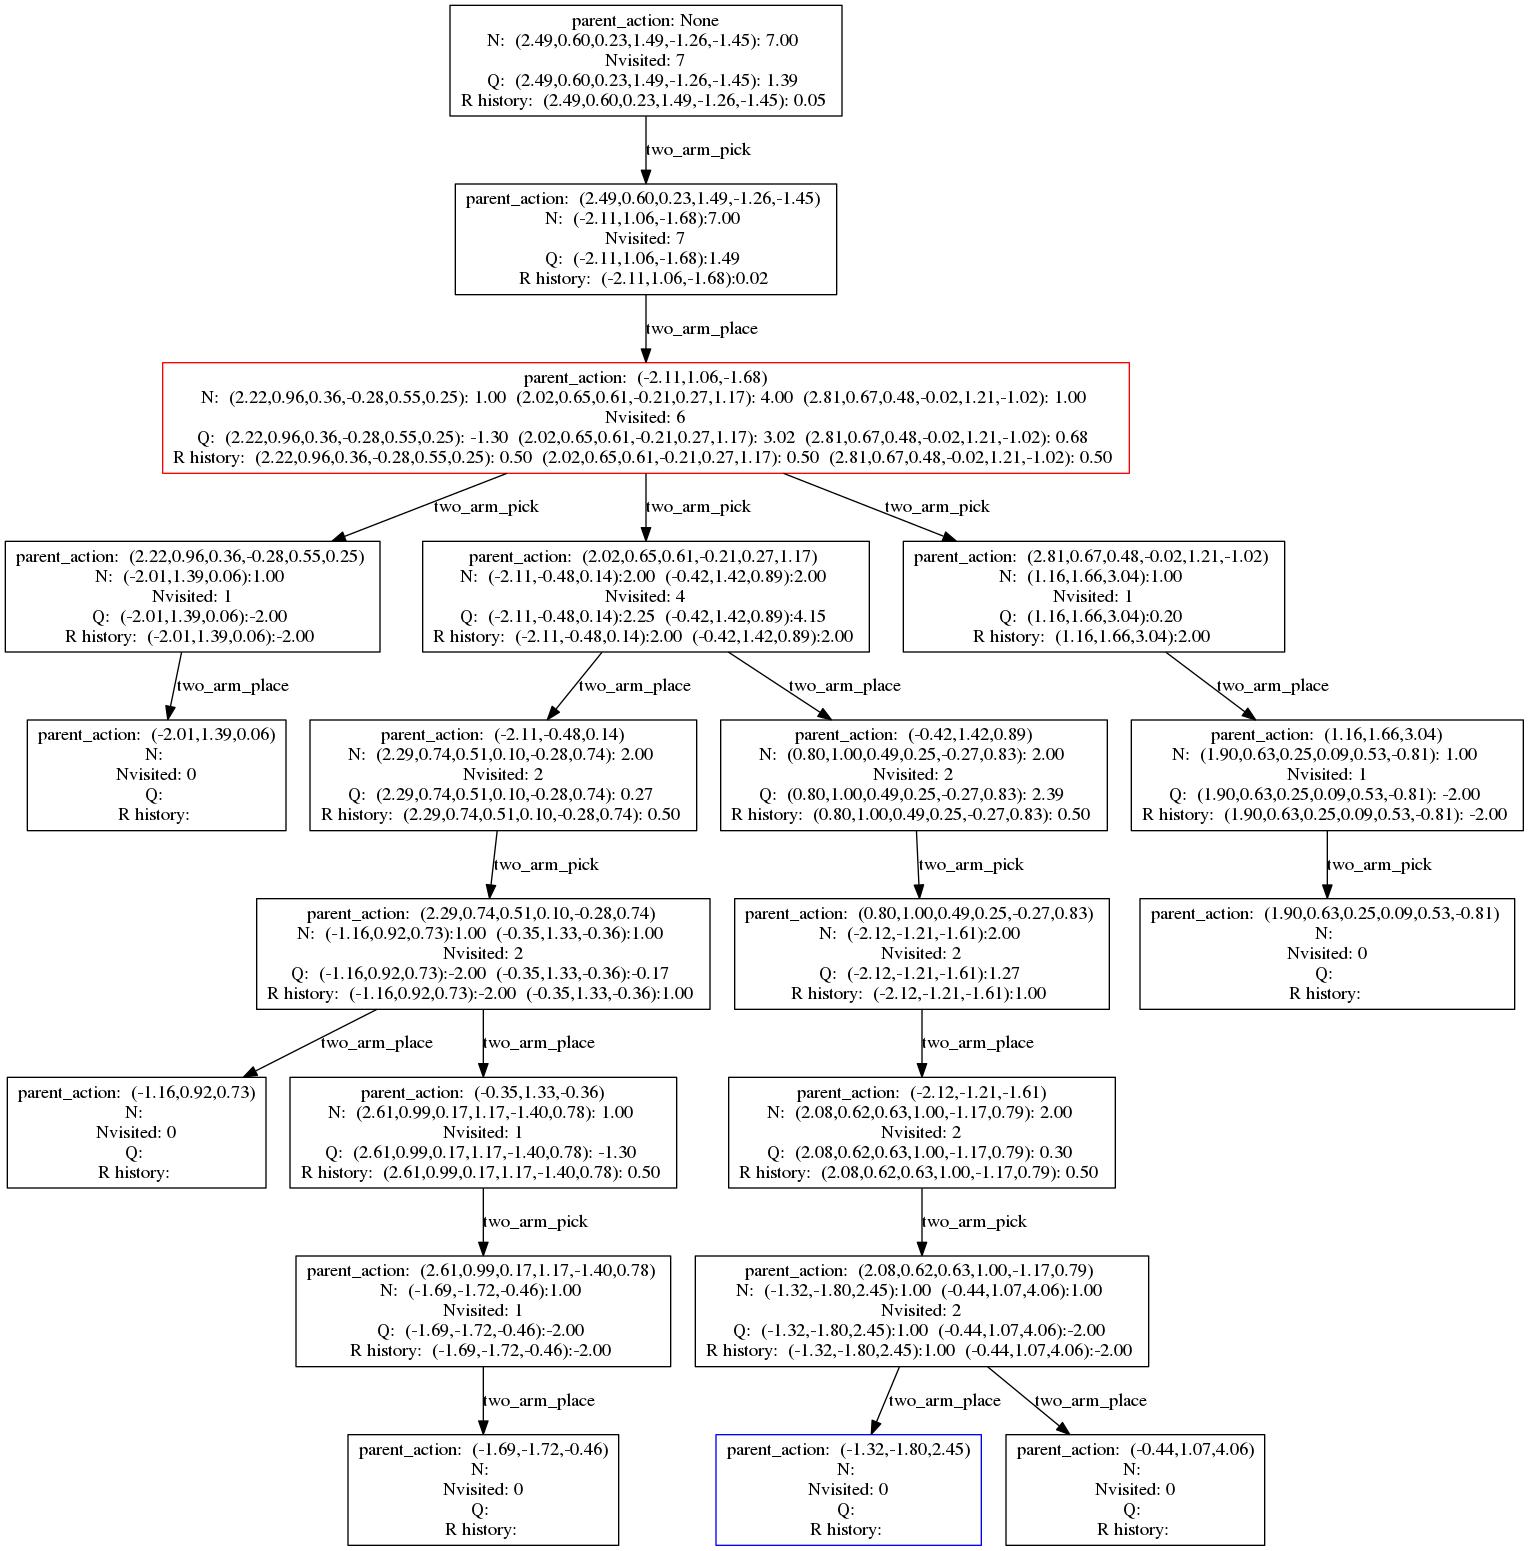 parent_action: None
N: (2.49,0.60,0.23,1.49,-1.26,-1.45): 7.00
Nvisited: 7
Q: (2.49,0.60,0.23,1.49,-1.26,-1.45): 1.39
R history: (2.49,0.60,0.23,1.49,-1.26,-1.45): 0.05
two_arm_pick
parent_action: (2.49,0.60,0.23,1.49,-1.26,-1.45)
N: (-2.11,1.06,-1.68):7.00
Nvisited: 7
Q: (-2.11,1.06,-1.68):1.49
R history: (-2.11,1.06,-1.68):0.02
two_arm_place
parent_action: (-2.11,1.06,-1.68)
N: (2.22,0.96,0.36,-0.28,0.55,0.25): 1.00 (2.02,0.65,0.61,-0.21,0.27,1.17): 4.00 (2.81,0.67,0.48,-0.02,1.21,-1.02): 1.00
Nvisited: 6
Q: (2.22,0.96,0.36,-0.28,0.55,0.25): -1.30 (2.02,0.65,0.61,-0.21,0.27,1.17): 3.02 (2.81,0.67,0.48,-0.02,1.21,-1.02): 0.68
R history: (2.22,0.96,0.36,-0.28,0.55,0.25): 0.50 (2.02,0.65,0.61,-0.21,0.27,1.17): 0.50 (2.81,0.67,0.48,-0.02,1.21,-1.02): 0.50
two_arm_pick
two_arm_pick
two_arm_pick
parent_action: (2.22,0.96,0.36,-0.28,0.55,0.25)
N: (-2.01,1.39,0.06):1.00
Nvisited: 1
Q: (-2.01,1.39,0.06):-2.00
R history: (-2.01,1.39,0.06):-2.00
parent_action: (2.02,0.65,0.61,-0.21,0.27,1.17)
N: (-2.11,-0.48,0.14):2.00 (-0.42,1.42,0.89):2.00
Nvisited: 4
Q: (-2.11,-0.48,0.14):2.25 (-0.42,1.42,0.89):4.15
R history: (-2.11,-0.48,0.14):2.00 (-0.42,1.42,0.89):2.00
parent_action: (2.81,0.67,0.48,-0.02,1.21,-1.02)
N: (1.16,1.66,3.04):1.00
Nvisited: 1
Q: (1.16,1.66,3.04):0.20
R history: (1.16,1.66,3.04):2.00
two_arm_place
two_arm_place
two_arm_place
two_arm_place
parent_action: (-2.01,1.39,0.06)
N:
Nvisited: 0
Q:
R history:
parent_action: (-2.11,-0.48,0.14)
N: (2.29,0.74,0.51,0.10,-0.28,0.74): 2.00
Nvisited: 2
Q: (2.29,0.74,0.51,0.10,-0.28,0.74): 0.27
R history: (2.29,0.74,0.51,0.10,-0.28,0.74): 0.50
parent_action: (-0.42,1.42,0.89)
N: (0.80,1.00,0.49,0.25,-0.27,0.83): 2.00
Nvisited: 2
Q: (0.80,1.00,0.49,0.25,-0.27,0.83): 2.39
R history: (0.80,1.00,0.49,0.25,-0.27,0.83): 0.50
parent_action: (1.16,1.66,3.04)
N: (1.90,0.63,0.25,0.09,0.53,-0.81): 1.00
Nvisited: 1
Q: (1.90,0.63,0.25,0.09,0.53,-0.81): -2.00
R history: (1.90,0.63,0.25,0.09,0.53,-0.81): -2.00
two_arm_pick
two_arm_pick
two_arm_pick
parent_action: (2.29,0.74,0.51,0.10,-0.28,0.74)
N: (-1.16,0.92,0.73):1.00 (-0.35,1.33,-0.36):1.00
Nvisited: 2
Q: (-1.16,0.92,0.73):-2.00 (-0.35,1.33,-0.36):-0.17
R history: (-1.16,0.92,0.73):-2.00 (-0.35,1.33,-0.36):1.00
parent_action: (0.80,1.00,0.49,0.25,-0.27,0.83)
N: (-2.12,-1.21,-1.61):2.00
Nvisited: 2
Q: (-2.12,-1.21,-1.61):1.27
R history: (-2.12,-1.21,-1.61):1.00
parent_action: (1.90,0.63,0.25,0.09,0.53,-0.81)
N:
Nvisited: 0
Q:
R history:
two_arm_place
two_arm_place
two_arm_place
parent_action: (-1.16,0.92,0.73)
N:
Nvisited: 0
Q:
R history:
parent_action: (-0.35,1.33,-0.36)
N: (2.61,0.99,0.17,1.17,-1.40,0.78): 1.00
Nvisited: 1
Q: (2.61,0.99,0.17,1.17,-1.40,0.78): -1.30
R history: (2.61,0.99,0.17,1.17,-1.40,0.78): 0.50
parent_action: (-2.12,-1.21,-1.61)
N: (2.08,0.62,0.63,1.00,-1.17,0.79): 2.00
Nvisited: 2
Q: (2.08,0.62,0.63,1.00,-1.17,0.79): 0.30
R history: (2.08,0.62,0.63,1.00,-1.17,0.79): 0.50
two_arm_pick
two_arm_pick
parent_action: (2.61,0.99,0.17,1.17,-1.40,0.78)
N: (-1.69,-1.72,-0.46):1.00
Nvisited: 1
Q: (-1.69,-1.72,-0.46):-2.00
R history: (-1.69,-1.72,-0.46):-2.00
parent_action: (2.08,0.62,0.63,1.00,-1.17,0.79)
N: (-1.32,-1.80,2.45):1.00 (-0.44,1.07,4.06):1.00
Nvisited: 2
Q: (-1.32,-1.80,2.45):1.00 (-0.44,1.07,4.06):-2.00
R history: (-1.32,-1.80,2.45):1.00 (-0.44,1.07,4.06):-2.00
two_arm_place
two_arm_place
two_arm_place
parent_action: (-1.69,-1.72,-0.46)
N:
Nvisited: 0
Q:
R history:
parent_action: (-1.32,-1.80,2.45)
N:
Nvisited: 0
Q:
R history:
parent_action: (-0.44,1.07,4.06)
N:
Nvisited: 0
Q:
R history: